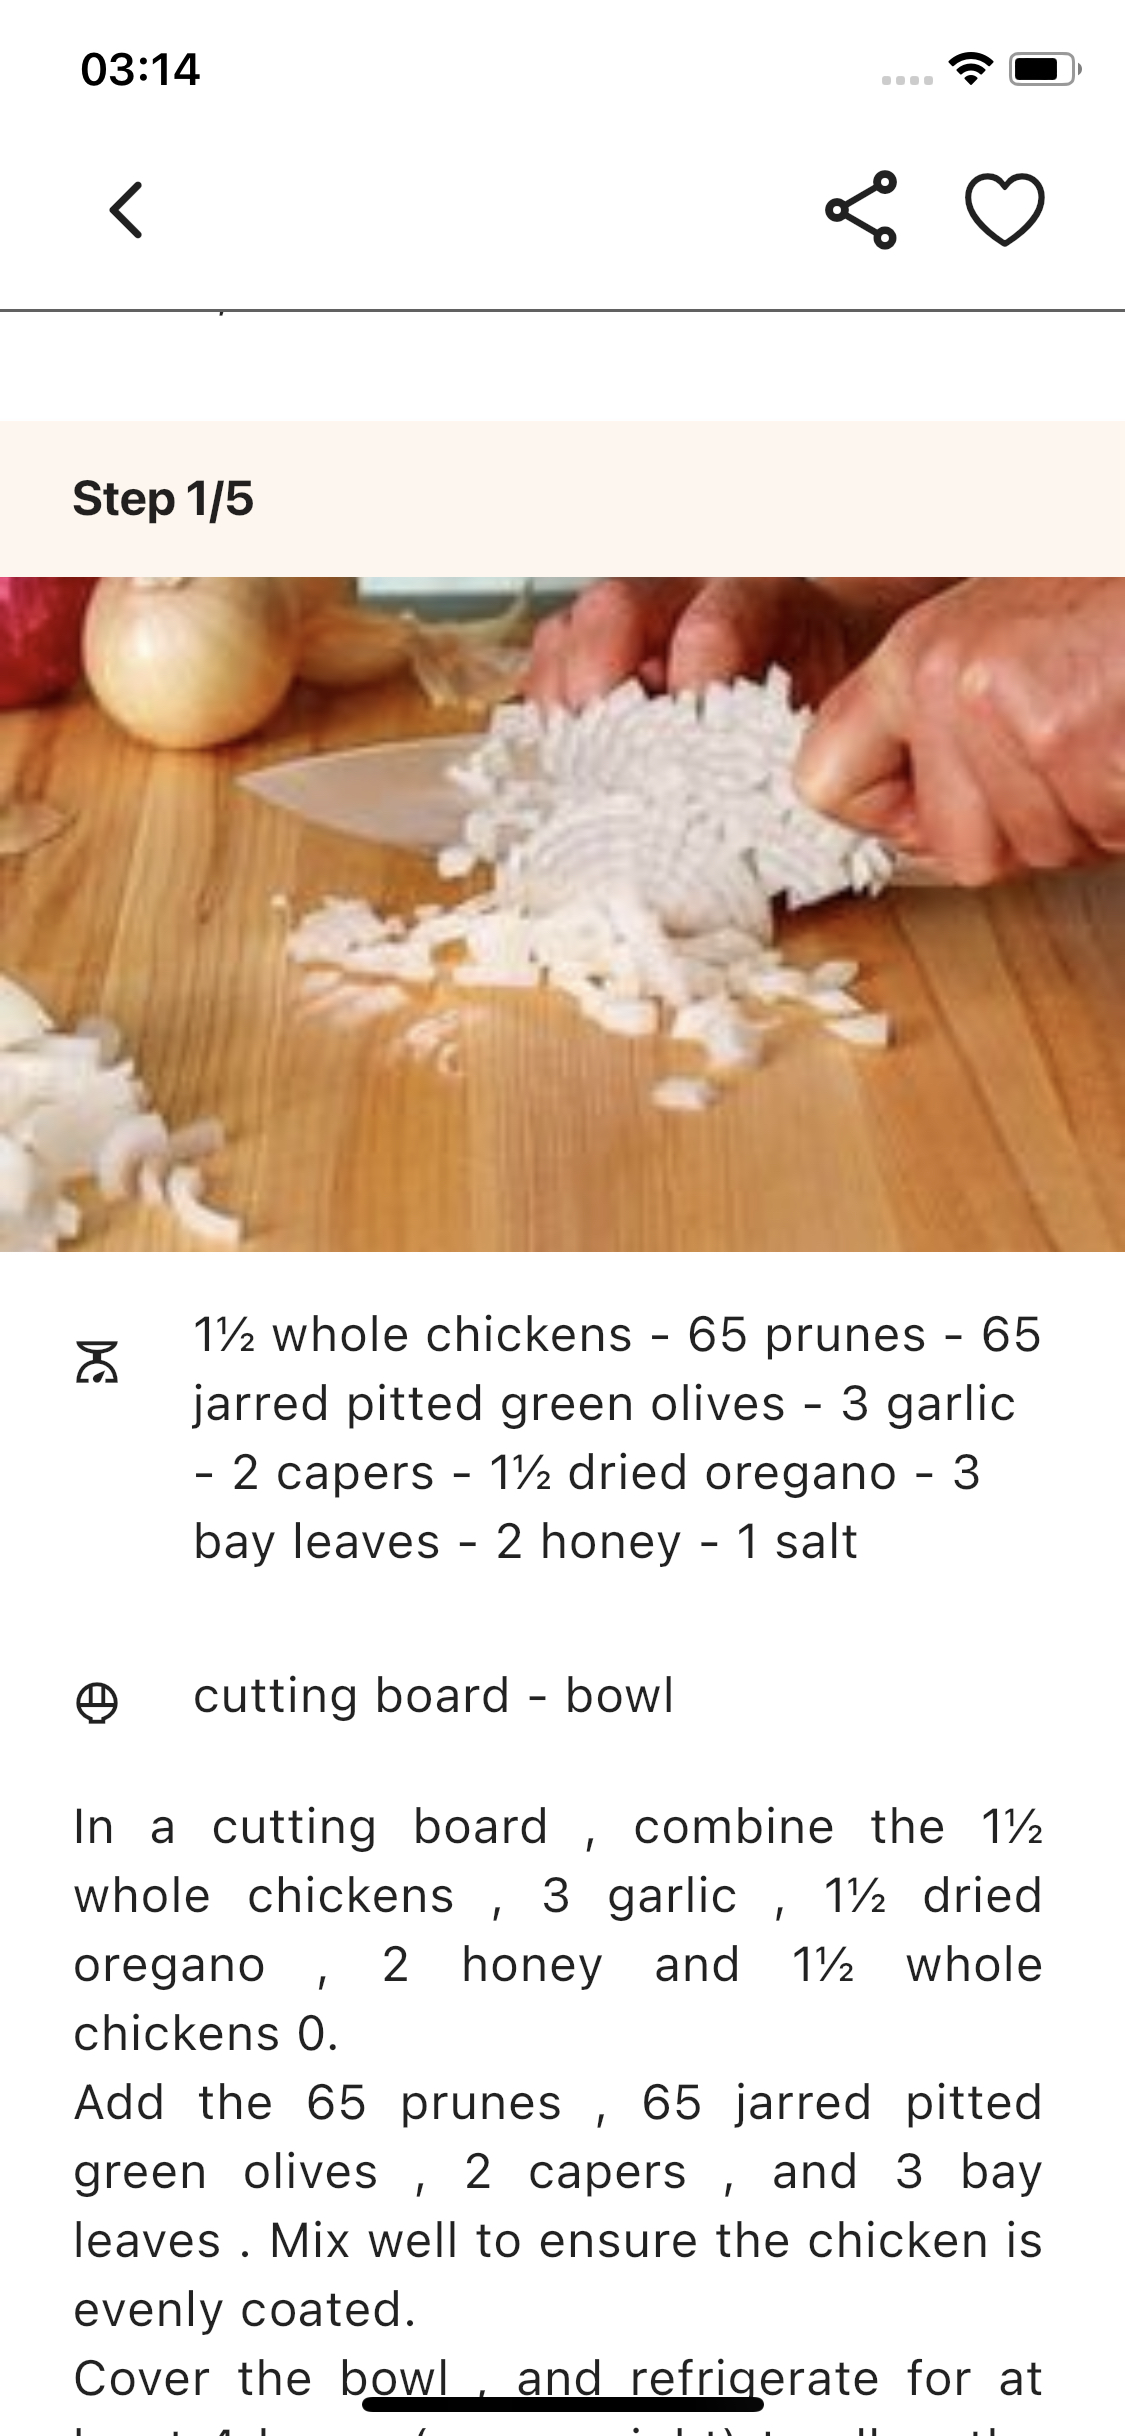 03:14
Step 1/5
1½ whole chickens - 65 prunes - 65
jarred pitted green olives - 3 garlic
- 2 capers - 1½ dried oregano - 3
bay leaves - 2 honey - 1 salt
cutting board - bowl
In a cutting board , combine the 1½
whole chickens , 3 garlic , 1½ dried
oregano , 2 honey and 1½ whole
chickens 0.
Add the 65 prunes , 65 jarred pitted
green olives , 2 capers , and 3 bay
leaves . Mix well to ensure the chicken is
evenly coated.
Cover the bowl , and refrigerate for at